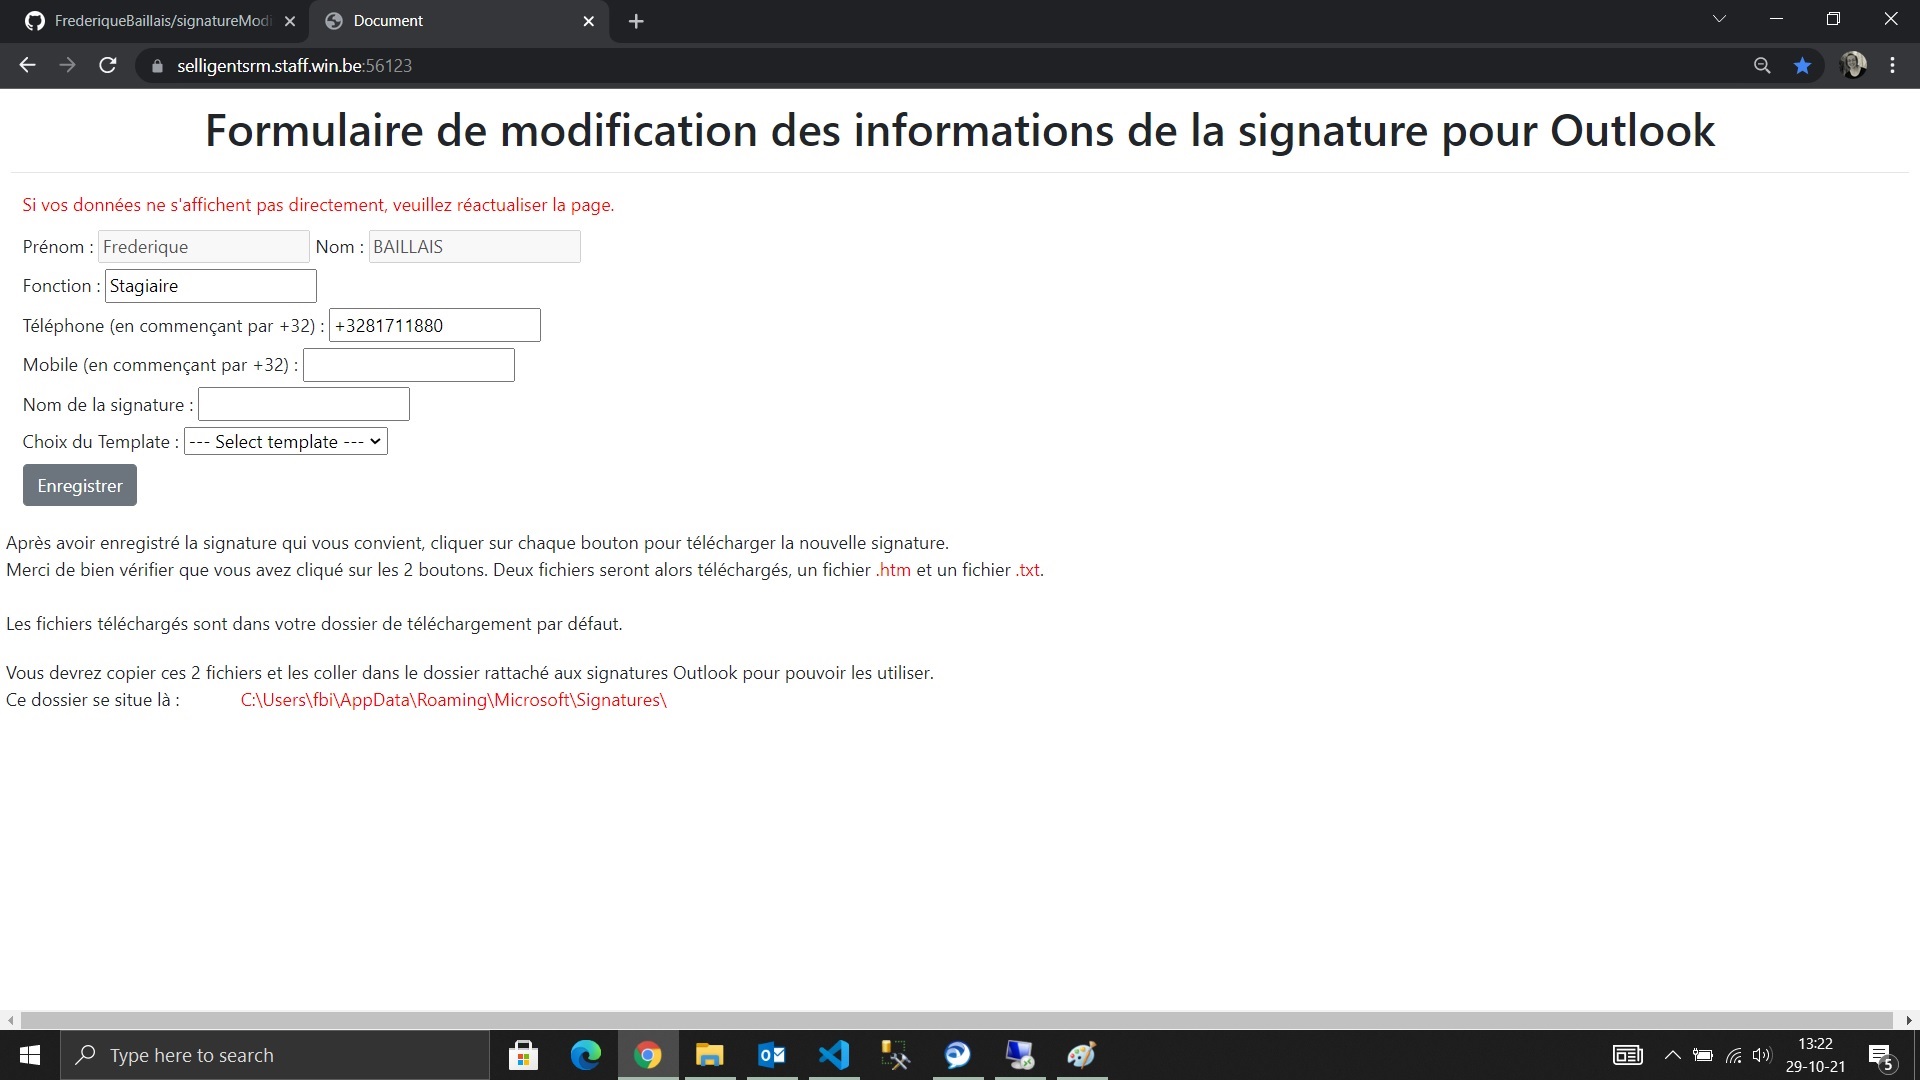 FrederiqueBaillais/signatureModi
Document
selligentsrm.staff.win.be:56123
Formulaire de modification des informations de la signature pour Outlook
Si vos données ne s'affichent pas directement, veuillez réactualiser la page.
Prénom : Frederique Nom : BAILLAIS
Fonction : Stagiaire
Téléphone (en commençant par +32) : +3281711880
Mobile (en commençant par +32) :
Nom de la signature :
Choix du Template : --- Select template ---
Enregistrer
Après avoir enregistré la signature qui vous convient, cliquer sur chaque bouton pour télécharger la nouvelle signature.
Merci de bien vérifier que vous avez cliqué sur les 2 boutons. Deux fichiers seront alors téléchargés, un fichier .htm et un fichier .txt.
Les fichiers téléchargés sont dans votre dossier de téléchargement par défaut.
Vous devrez copier ces 2 fichiers et les coller dans le dossier rattaché aux signatures Outlook pour pouvoir les utiliser.
Ce dossier se situe là : C:\Users\fbi\AppData\Roaming\Microsoft\Signatures\
Type here to search
13:22
29-10-21
5